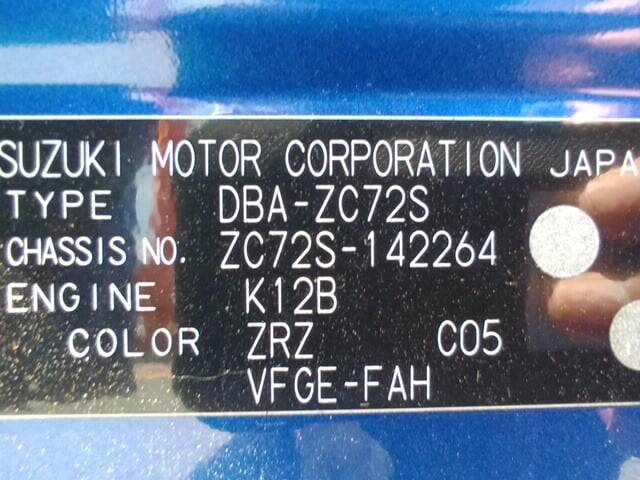 SUZUKI MOTOR CORPORATION JAPA
TYPE DBA-ZC72S
CHASSIS NO. ZC72S-142264
ENGINE K12B
COLOR ZRZ C05
VFGE-FAH